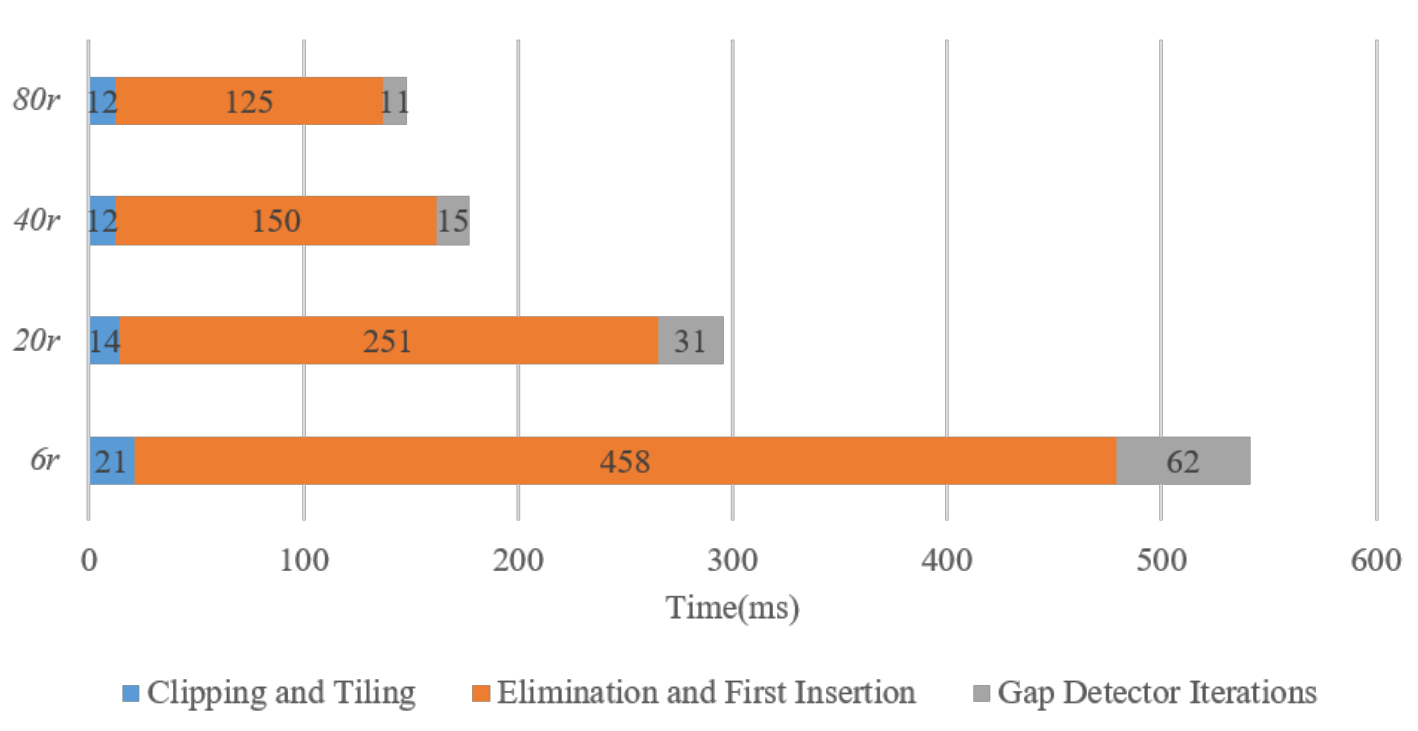 80r 12 125 11
40r 12 150 15
20r 14 251 31
6r 21 458 62
0 100 200 300 400 500 600
Time(ms)
Clipping and Tiling Elimination and First Insertion Gap Detector Iterations